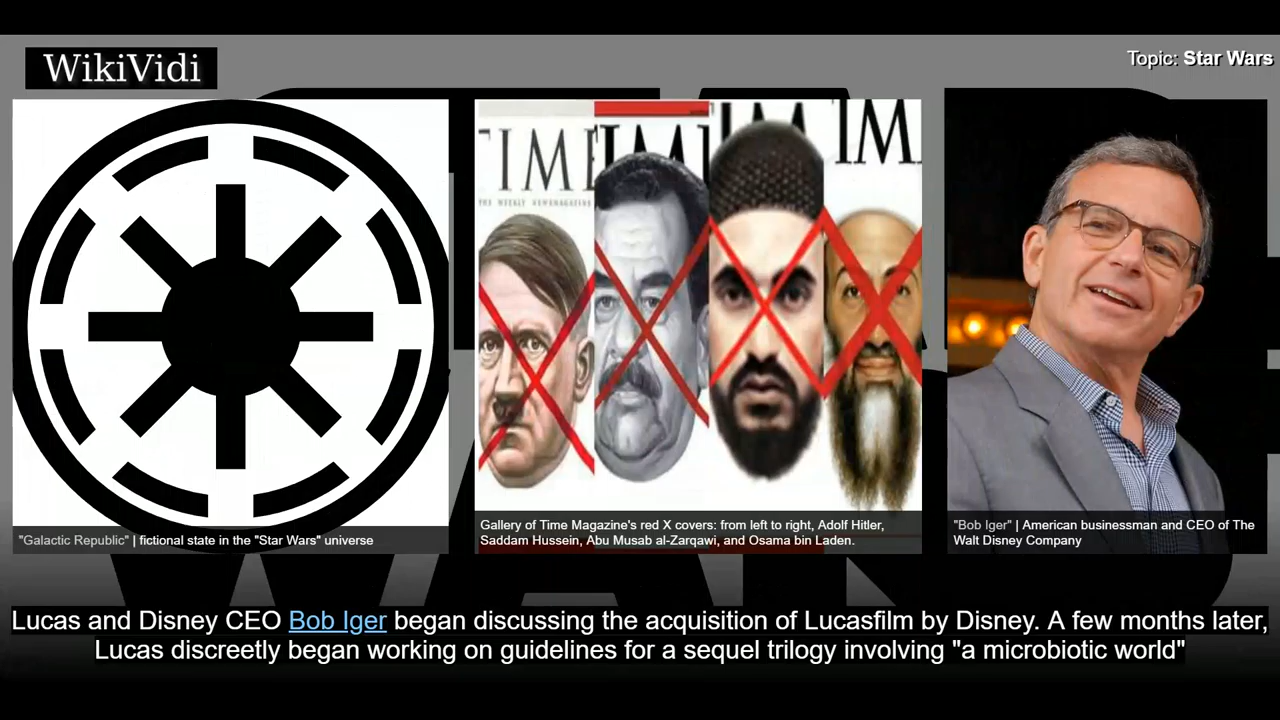 WikiVidi
Topic: Star Wars
TIME
THE WEEKLY NEWSMAGAZINE
"Galactic Republic" | fictional state in the "Star Wars" universe
Gallery of Time Magazine's red X covers: from left to right, Adolf Hitler,
Saddam Hussein, Abu Musab al-Zarqawi, and Osama bin Laden.
"Bob Iger" | American businessman and CEO of The
Walt Disney Company
Lucas and Disney CEO Bob Iger began discussing the acquisition of Lucasfilm by Disney. A few months later,
Lucas discreetly began working on guidelines for a sequel trilogy involving "a microbiotic world"